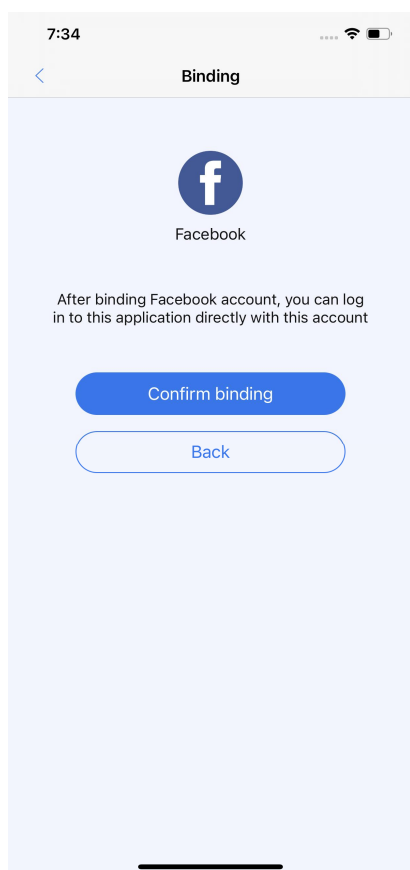 7:34
Binding
f
Facebook
After binding Facebook account, you can log
in to this application directly with this account
Confirm binding
Back